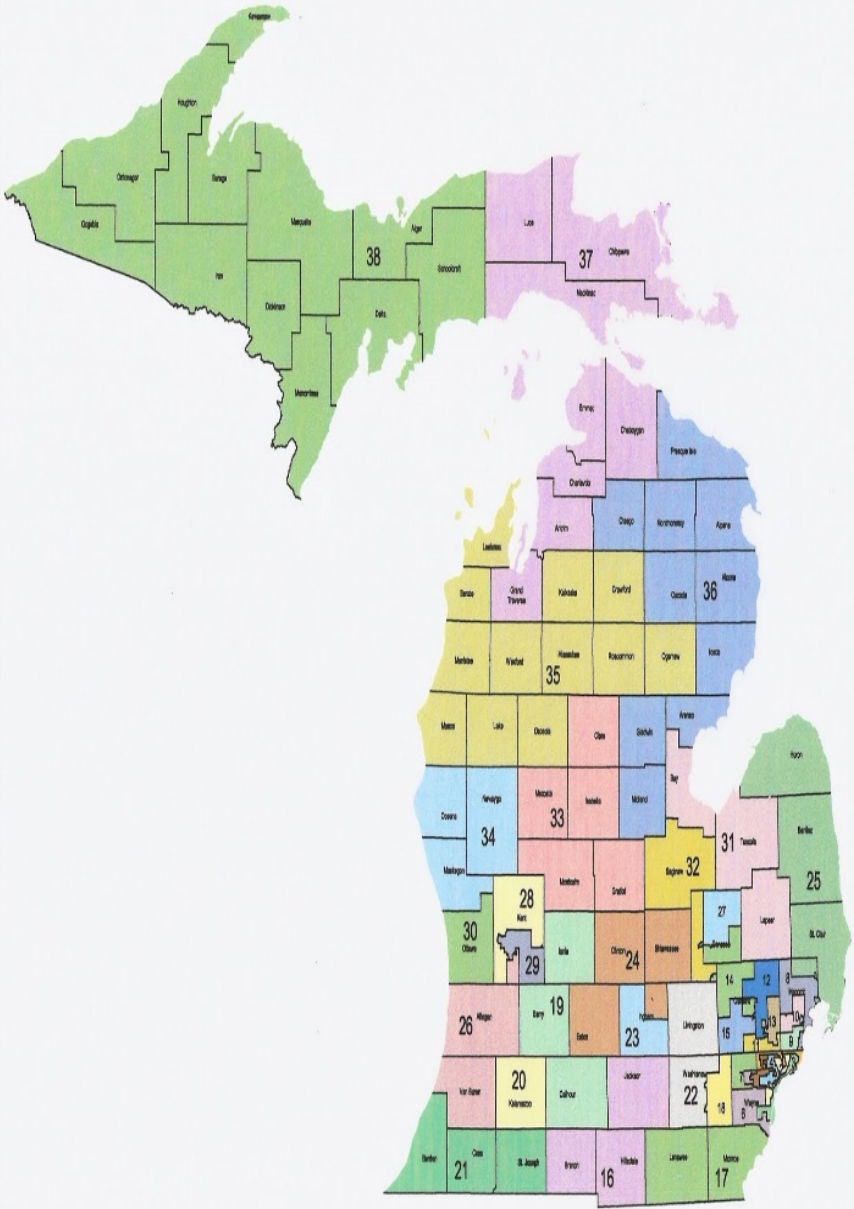 Keweenaw
Houghton
Ontonagon
Baraga
Gogebic
Marquette
Alger
Luce
Chippewa
38
37
Iron
Schoolcraft
Mackinac
Dickinson
Delta
Menominee
Emmet
Cheboygan
Presque Isle
Charlevoix
Antrim
Otsego
Montmorency
Alpena
Leelanau
Benzie
Grand
Traverse
Kalkaska
Crawford
Oscoda
Alcona
36
Manistee
Wexford
Missaukee
Roscommon
Ogemaw
Iosco
35
Mason
Lake
Osceola
Clare
Gladwin
Arenac
Huron
Bay
Oceana
Newaygo
Mecosta
Isabella
Midland
33
34
Tuscola
Sanilac
31
Muskegon
Montcalm
Gratiot
Saginaw
32
25
28
Kent
27
Lapeer
St. Clair
30
Ottawa
29
Ionia
Clinton
24
Shiawassee
Genesee
14
12
8
Oakland
Macomb
10
13
26
Allegan
Barry
19
Eaton
Ingham
23
Livingston
15
11
9
Van Buren
20
Kalamazoo
Calhoun
Jackson
Washtenaw
22
18
7
Wayne
6
Berrien
Cass
21
St. Joseph
Branch
Hillsdale
16
Lenawee
Monroe
17